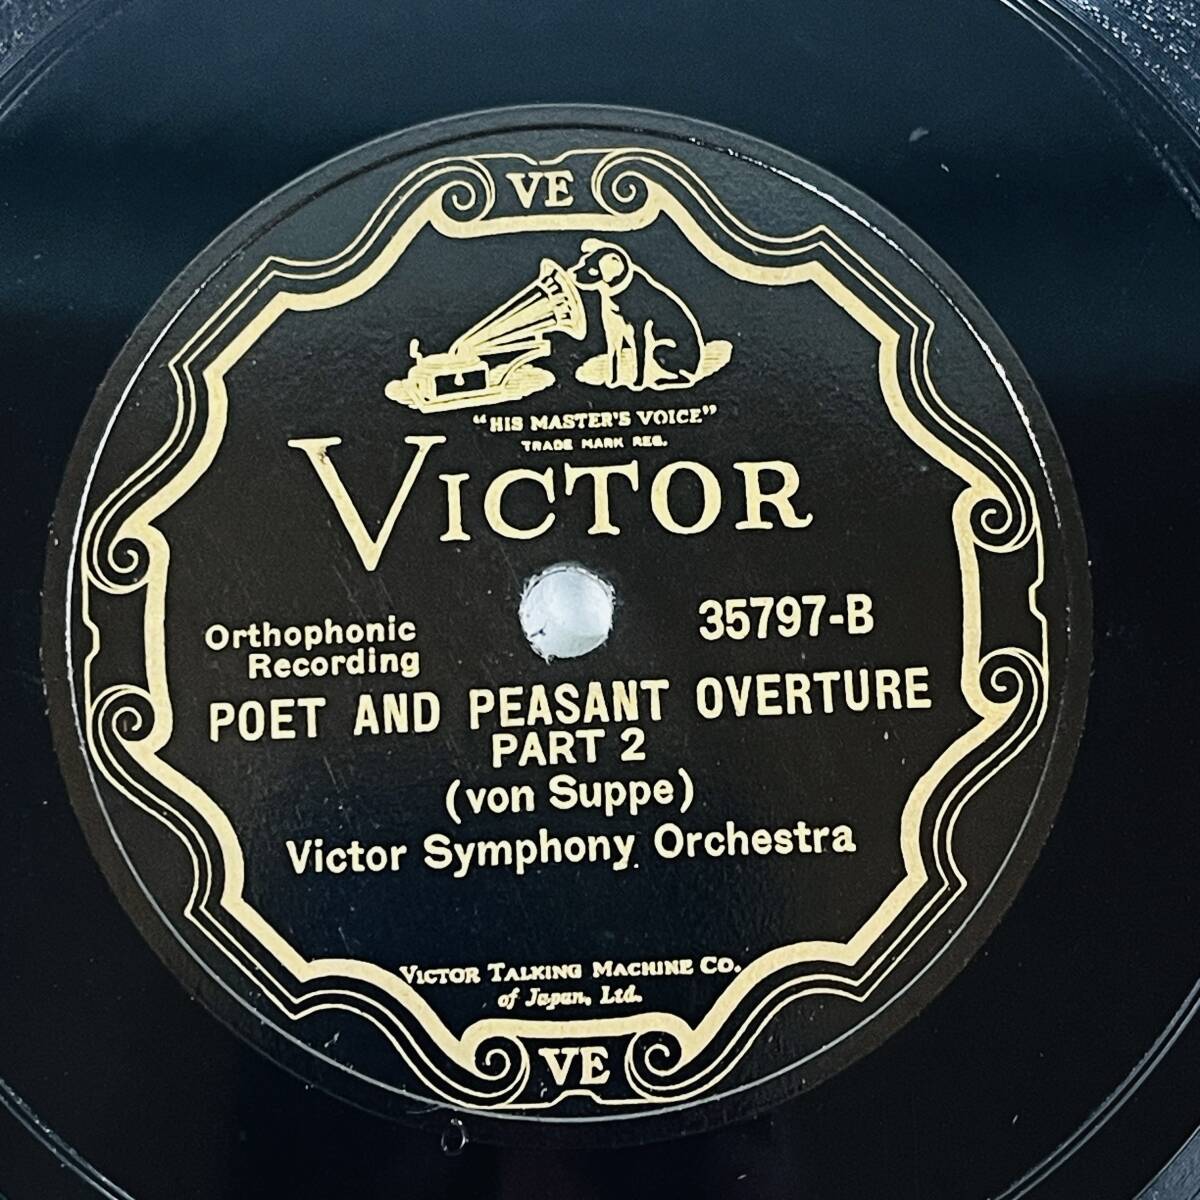 VE
"HIS MASTER'S VOICE"
TRADE MARK REG.
VICTOR
35797-B
Orthophonic
Recording
POET AND PEASANT OVERTURE
PART 2
(von Suppe)
Victor Symphony Orchestra
VICTOR TALKING MACHINE CO.
of Japan, Ltd.
VE